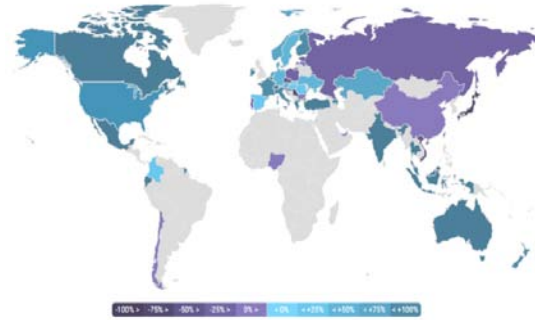 -100% > -75% > -50% > -25% > 0% > < 0% < +25% < +50% < +75% < +100%